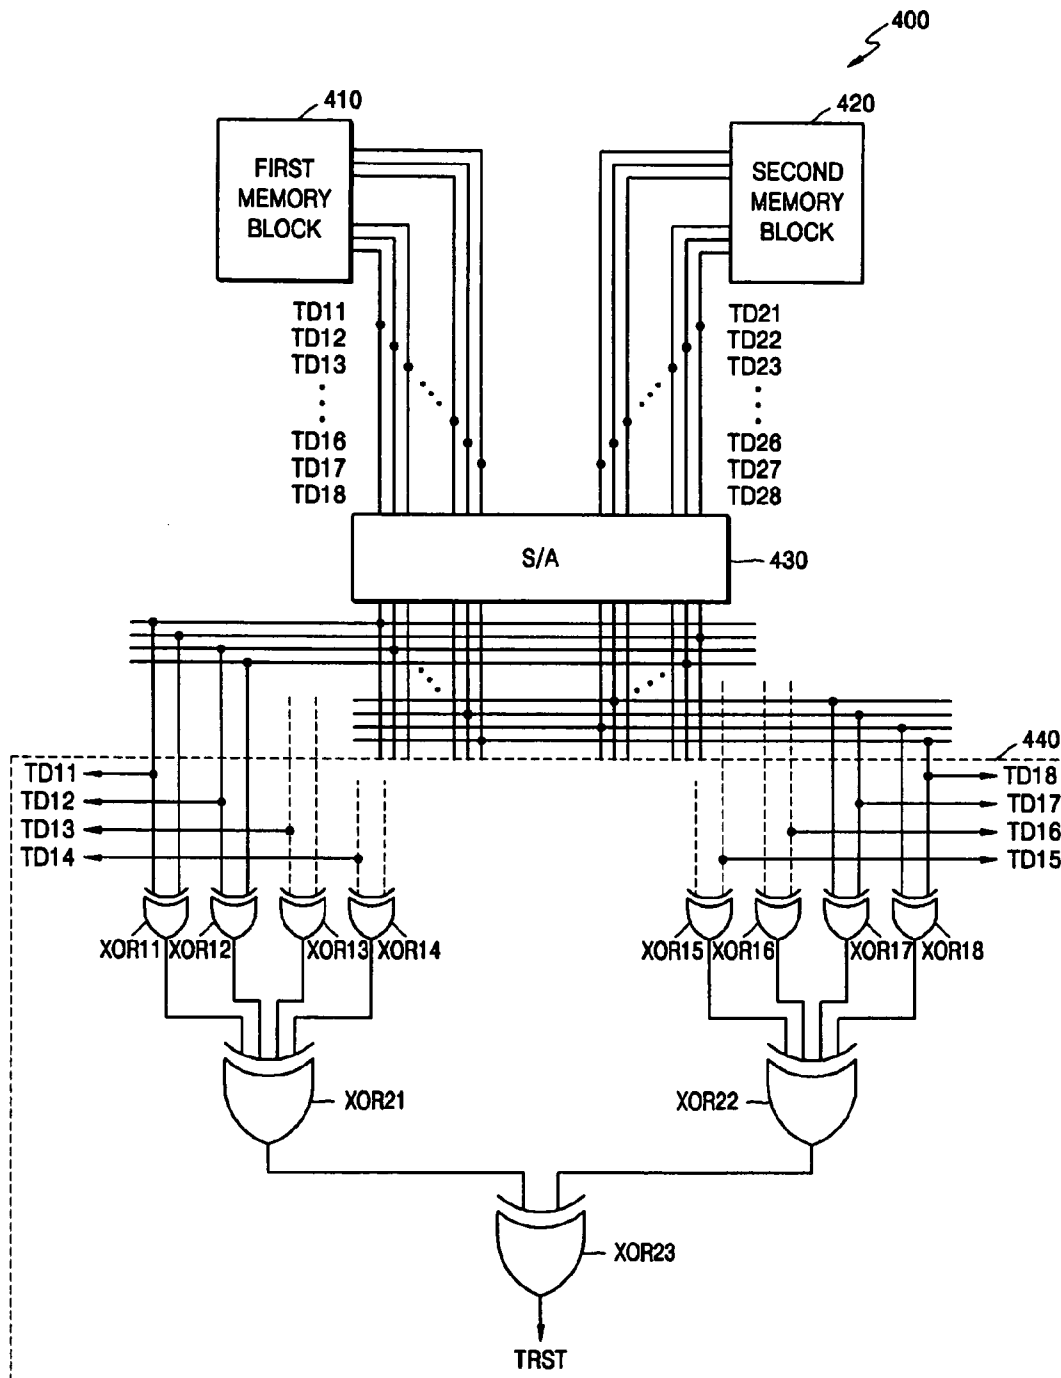 400
410
420
FIRST
MEMORY
BLOCK
SECOND
MEMORY
BLOCK
TD11
TD12
TD13
TD16
TD17
TD18
TD21
TD22
TD23
TD26
TD27
TD28
S/A
430
440
TD11
TD12
TD13
TD14
TD18
TD17
TD16
TD15
XOR11
XOR12
XOR13
XOR14
XOR15
XOR16
XOR17
XOR18
XOR21
XOR22
XOR23
TRST